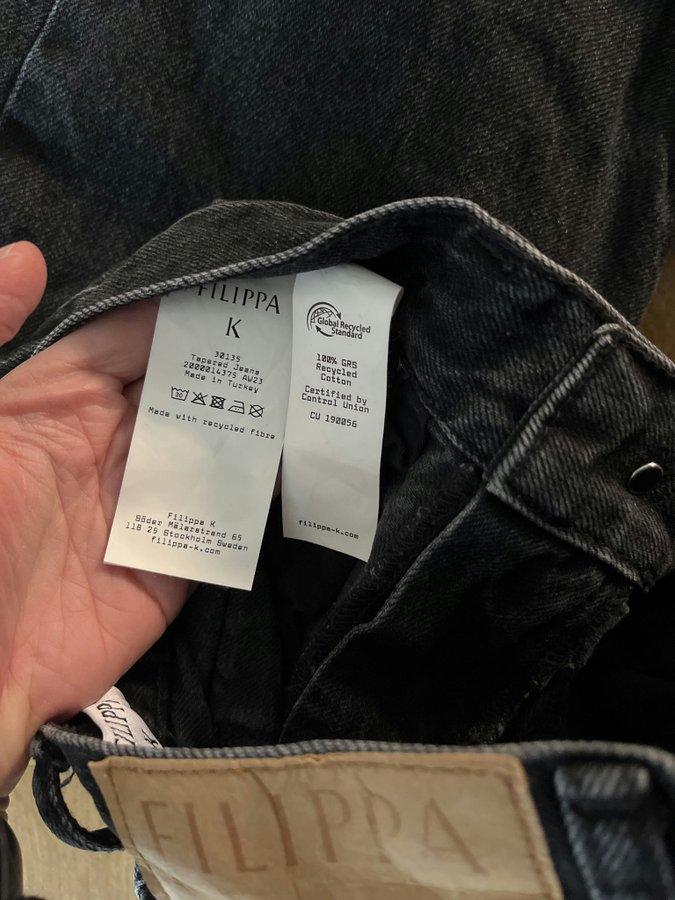 FILIPPA
K
30135
Tapered Jeans
2000014375 AW23
Made in Turkey
30
Made with recycled fibre
Filippa K
Söder Mälarstrand 65
118 25 Stockholm Sweden
filippa-k.com
Global Recycled
Standard
100% GRS
Recycled
Cotton
Certified by
Control Union
CU 190096
filippa-k.com
FILIPPA